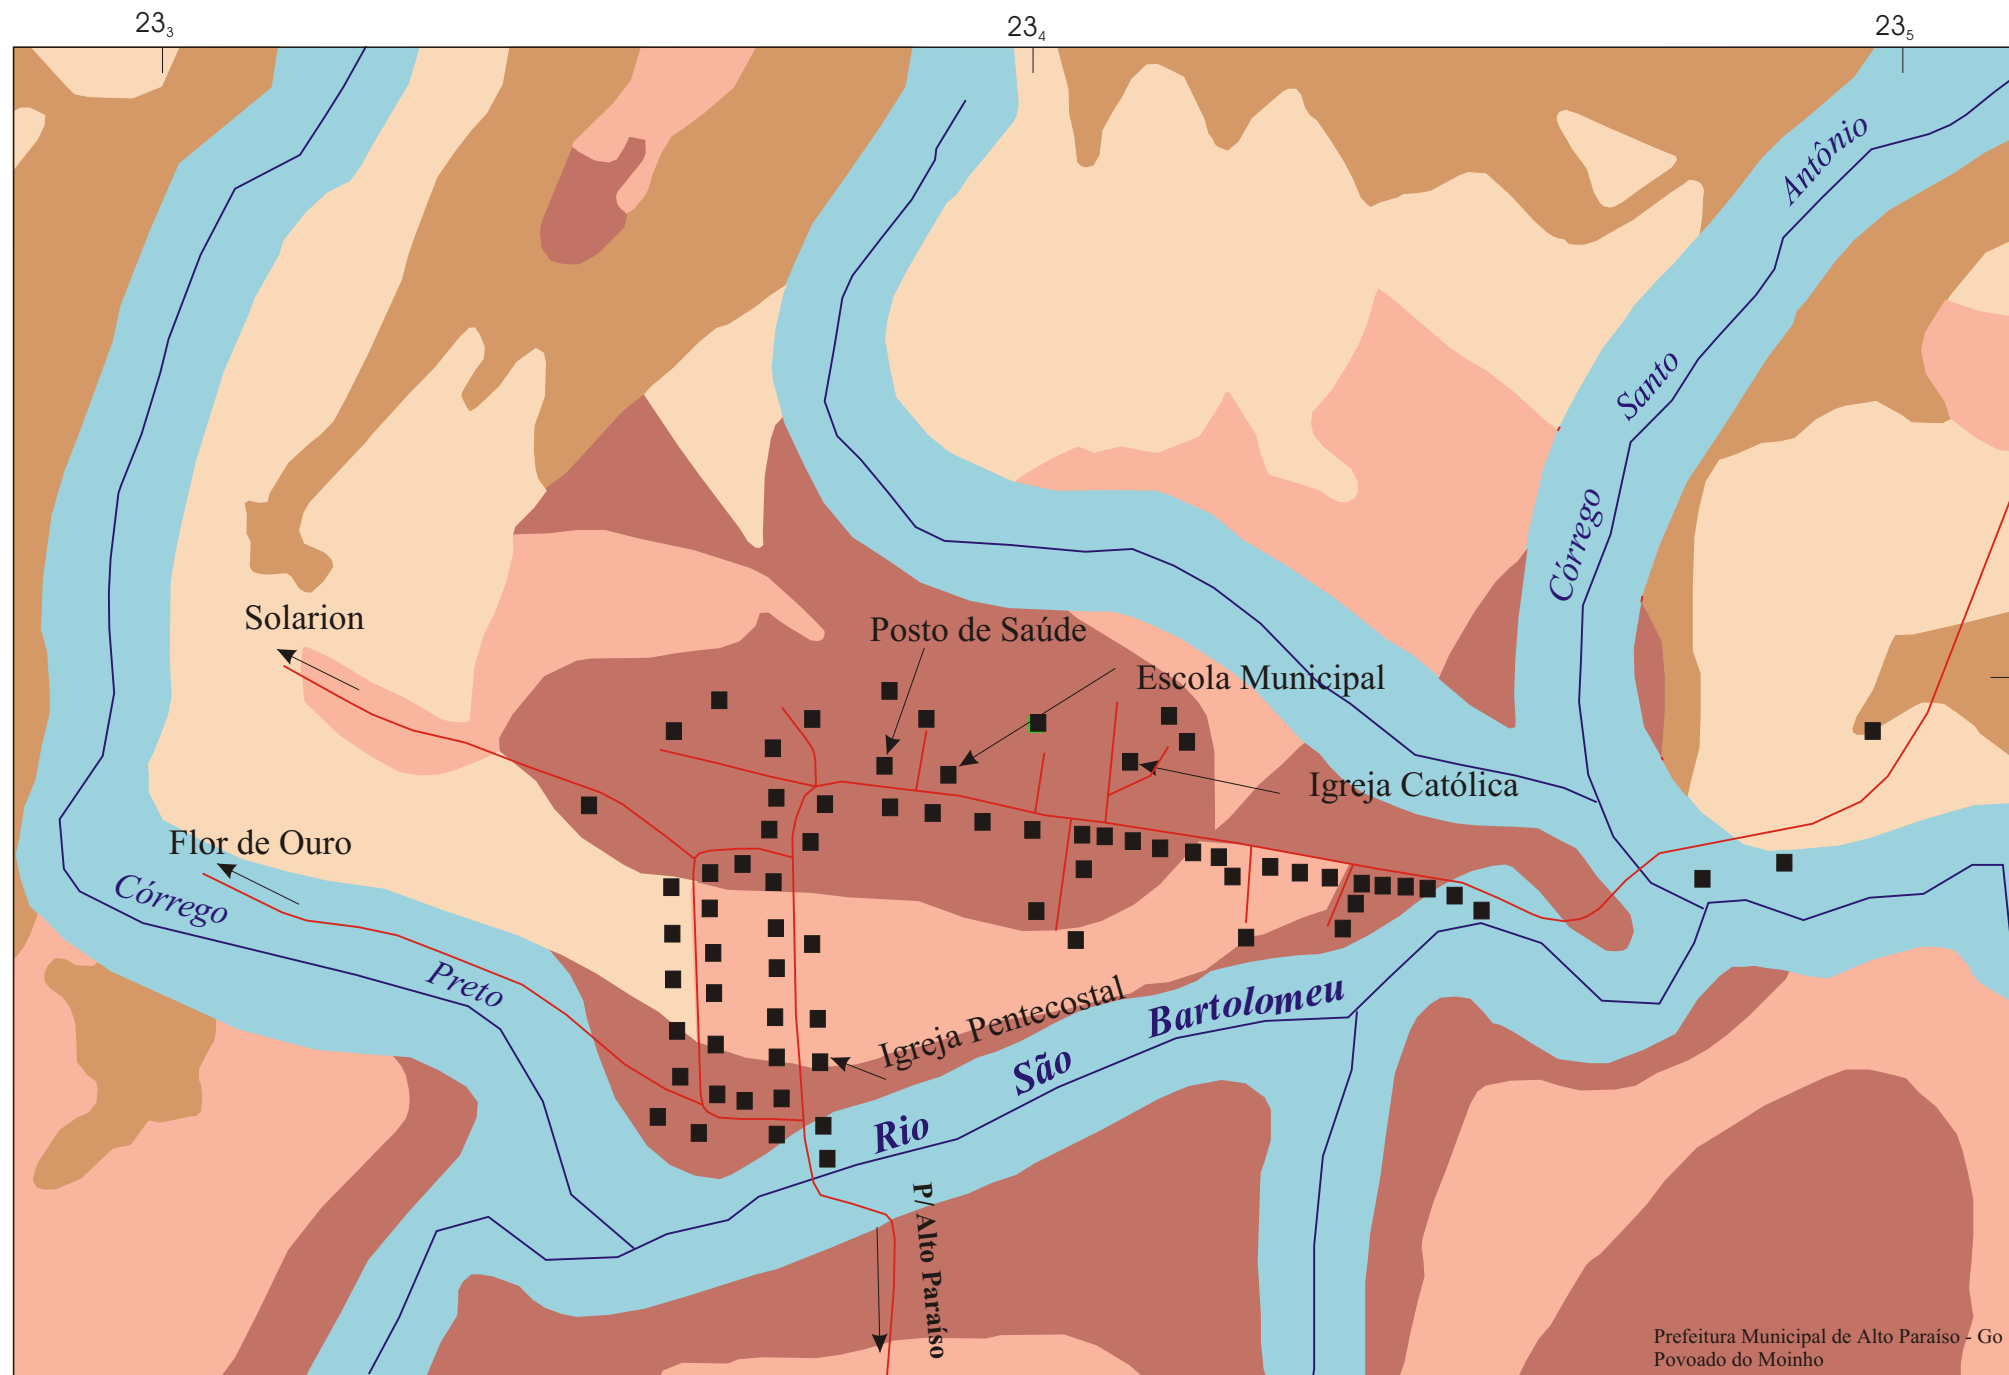 23₃
23₄
23₅
Córrego Santo Antônio
Solarion
Posto de Saúde
Escola Municipal
Igreja Católica
Flor de Ouro
Córrego Preto
Igreja Pentecostal
Rio São Bartolomeu
P/ Alto Paraíso
Prefeitura Municipal de Alto Paraíso - Go
Povoado do Moinho